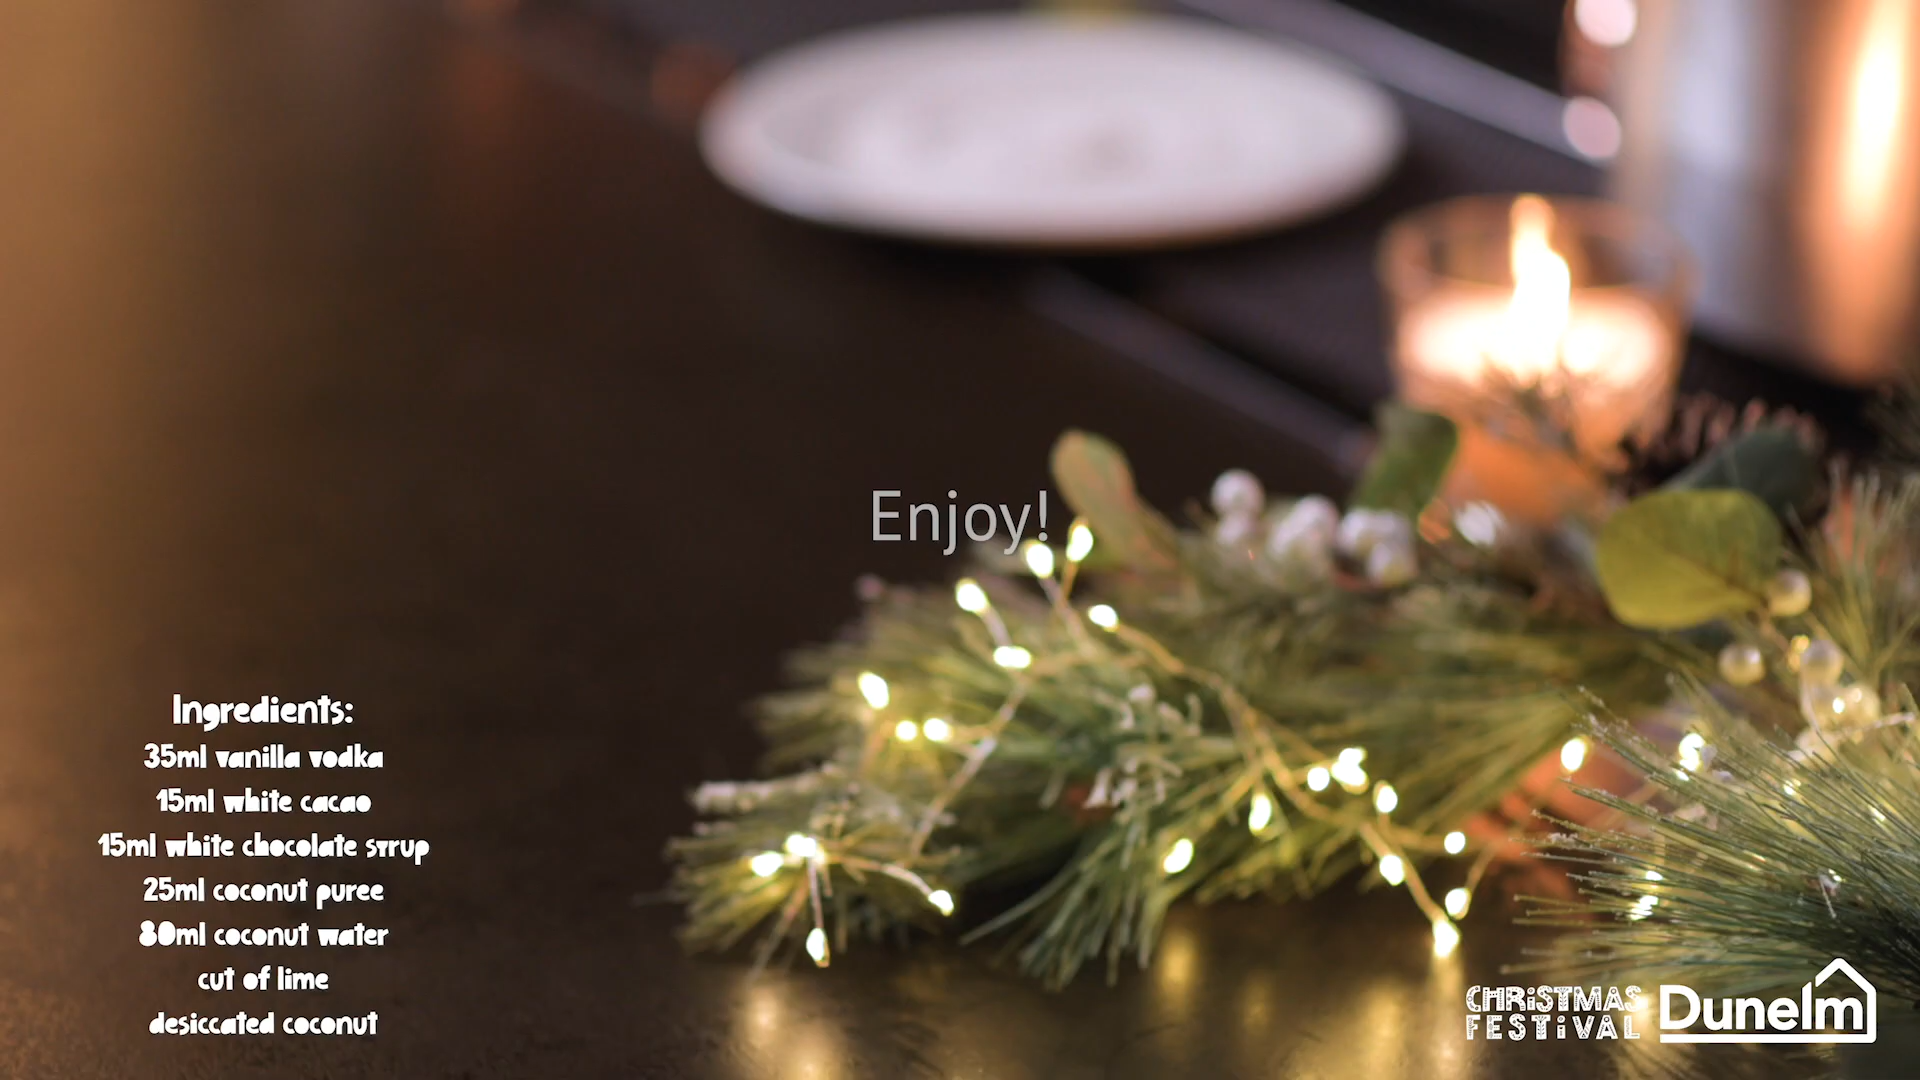 Enjoy!
Ingredients:
35ml vanilla vodka
15ml white cacao
15ml white chocolate syrup
25ml coconut puree
80ml coconut water
cut of lime
desiccated coconut
CHRiSTMAS
FESTiVAL
Dunelm